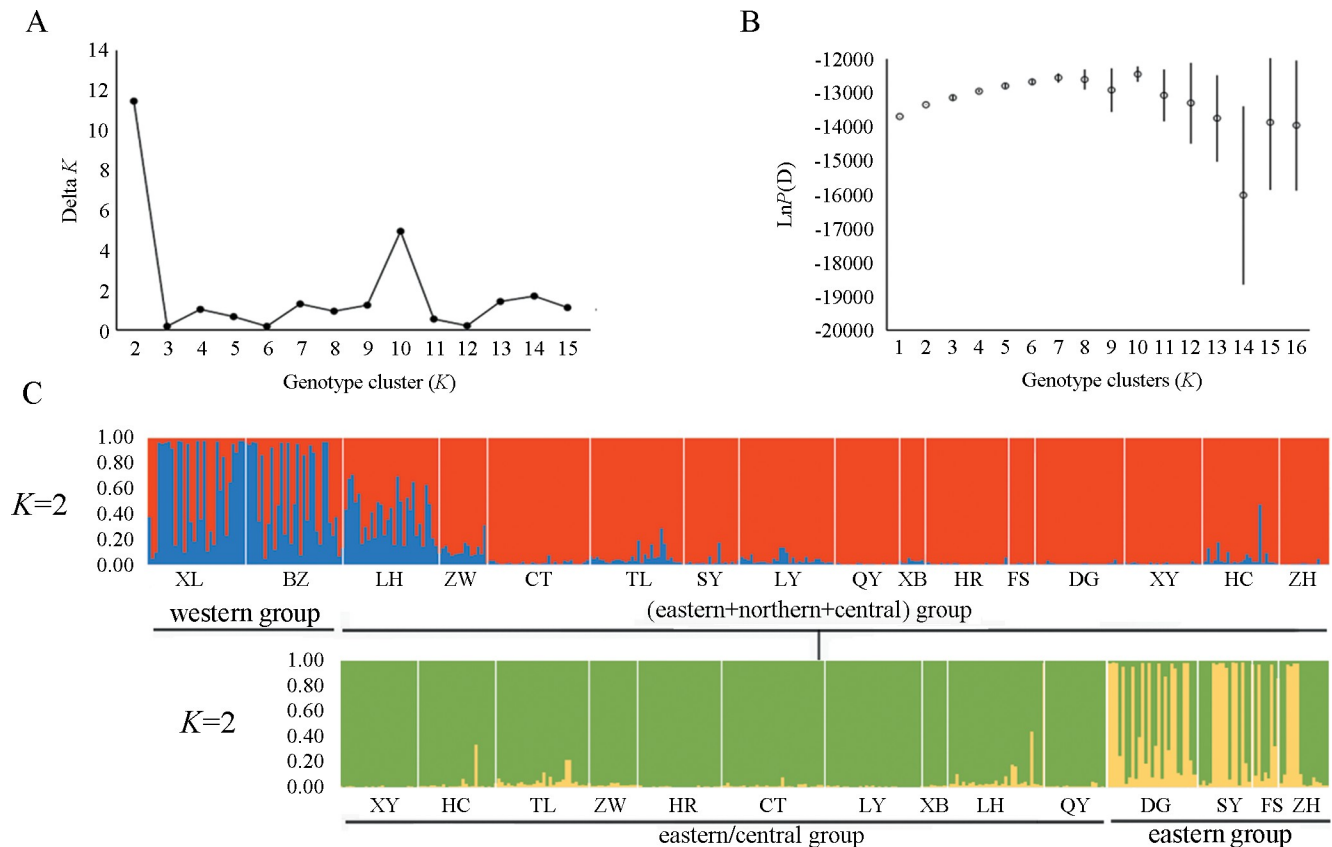 A
14
12
10
8
6
4
2
0
Delta K
2 3 4 5 6 7 8 9 10 11 12 13 14 15
Genotype cluster (K)
B
-12000
-13000
-14000
-15000
-16000
-17000
-18000
-19000
-20000
LnP(D)
1 2 3 4 5 6 7 8 9 10 11 12 13 14 15 16
Genotype clusters (K)
C
K=2
1.00
0.80
0.60
0.40
0.20
0.00
XL BZ LH ZW CT TL SY LY QY XB HR FS DG XY HC ZH
western group (eastern+northern+central) group
K=2
1.00
0.80
0.60
0.40
0.20
0.00
XY HC TL ZW HR CT LY XB LH QY DG SY FS ZH
eastern/central group eastern group